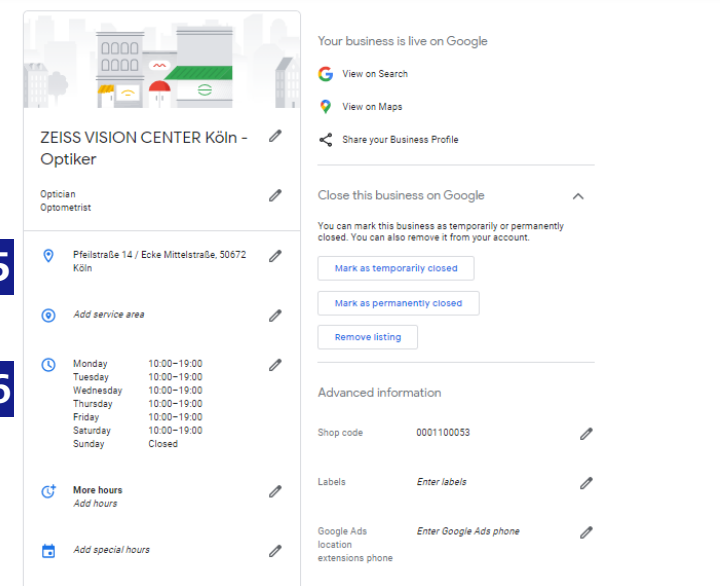 ZEISS VISION CENTER Köln -
Optiker
Optician
Optometrist
5
Pfeilstraße 14 / Ecke Mittelstraße, 50672
Köln
Add service area
6
Monday 10:00–19:00
Tuesday 10:00–19:00
Wednesday 10:00–19:00
Thursday 10:00–19:00
Friday 10:00–19:00
Saturday 10:00–19:00
Sunday Closed
More hours
Add hours
Add special hours
Your business is live on Google
View on Search
View on Maps
Share your Business Profile
Close this business on Google
You can mark this business as temporarily or permanently
closed. You can also remove it from your account.
Mark as temporarily closed
Mark as permanently closed
Remove listing
Advanced information
Shop code 0001100053
Labels Enter labels
Google Ads Enter Google Ads phone
location
extensions phone